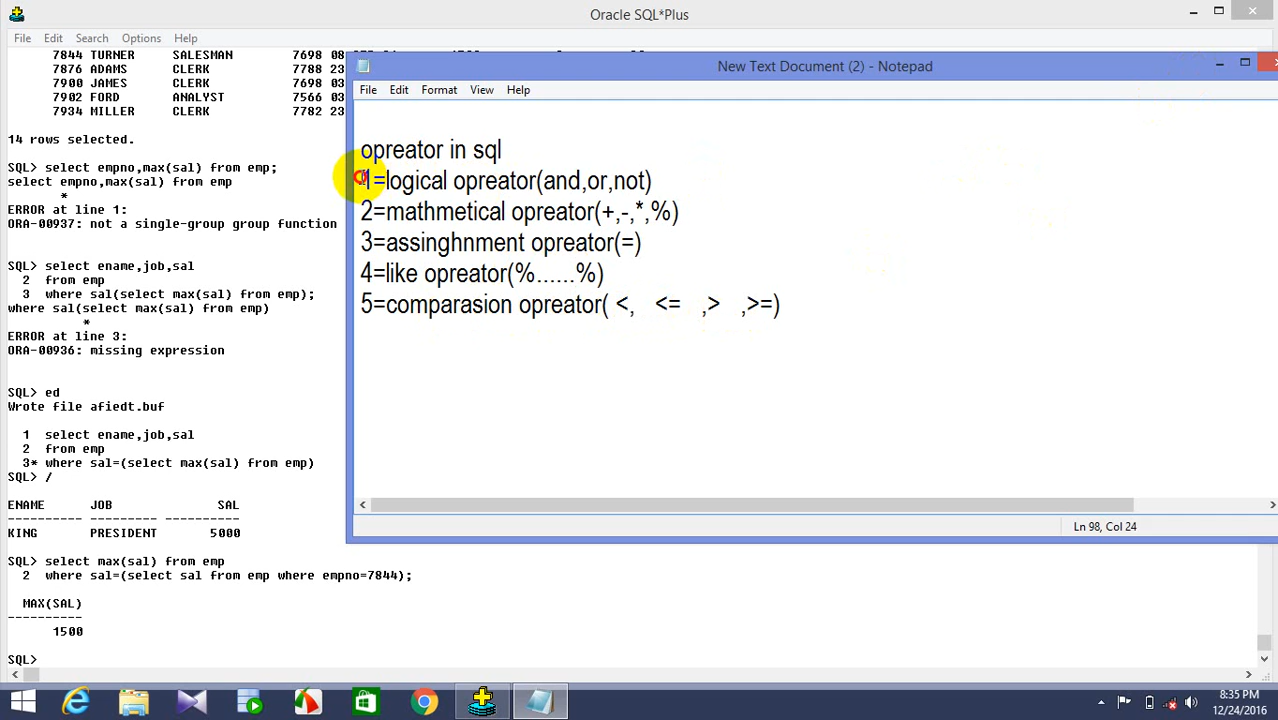 Oracle SQL*Plus
File Edit Search Options Help
7844 TURNER SALESMAN 7698 08
7876 ADAMS CLERK 7788 23
7900 JAMES CLERK 7698 03
7902 FORD ANALYST 7566 03
7934 MILLER CLERK 7782 23
14 rows selected.
SQL> select empno,max(sal) from emp;
select empno,max(sal) from emp
*
ERROR at line 1:
ORA-00937: not a single-group group function
SQL> select ename,job,sal
2 from emp
3 where sal(select max(sal) from emp);
where sal(select max(sal) from emp)
*
ERROR at line 3:
ORA-00936: missing expression
SQL> ed
Wrote file afiedt.buf
1 select ename,job,sal
2 from emp
3* where sal=(select max(sal) from emp)
SQL> /
ENAME JOB SAL
---------- --------- ----------
KING PRESIDENT 5000
SQL> select max(sal) from emp
2 where sal=(select sal from emp where empno=7844);
MAX(SAL)
----------
1500
SQL>
New Text Document (2) - Notepad
File Edit Format View Help
opreator in sql
1=logical opreator(and,or,not)
2=mathmetical opreator(+,-,*,%)
3=assinghnment opreator(=)
4=like opreator(%......%)
5=comparasion opreator( <, <= ,> ,>=)
Ln 98, Col 24
8:35 PM
12/24/2016